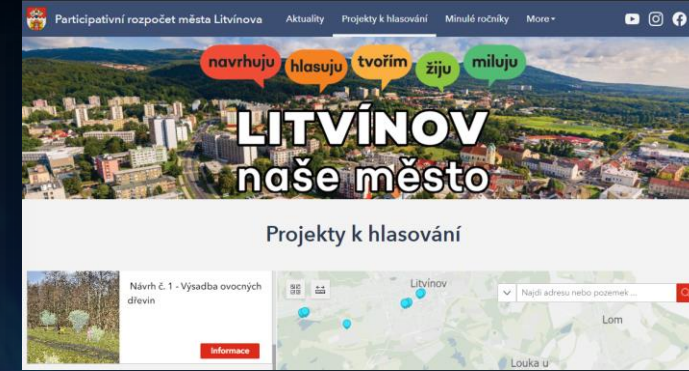 Participativní rozpočet města Litvínova
Aktuality
Projekty k hlasování
Minulé ročníky
More
navrhuju
hlasuju
tvořím
žiju
miluju
LITVÍNOV
naše město
Projekty k hlasování
Návrh č. 1 - Výsadba ovocných
dřevin
Informace
Litvínov
Najdi adresu nebo pozemek ...
Lom
Louka u